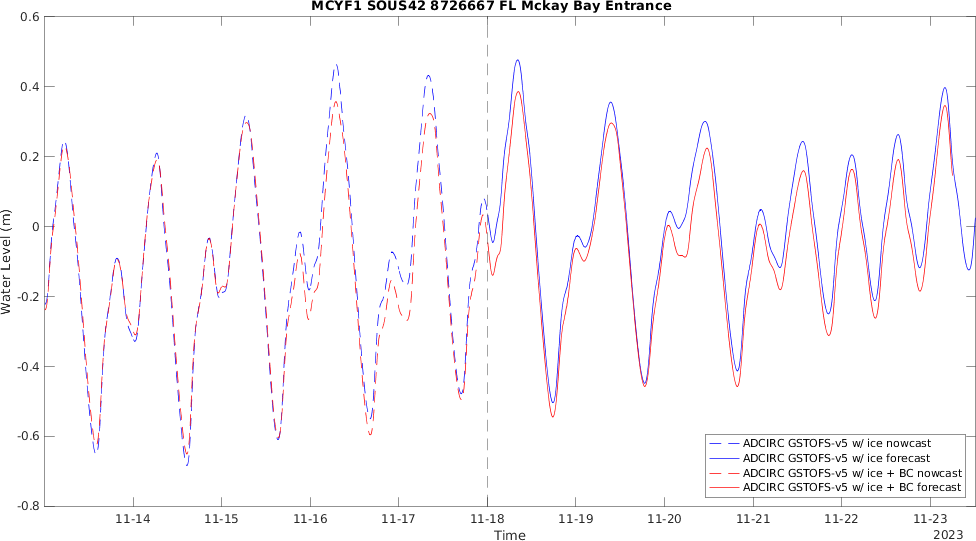 MCYF1 SOUS42 8726667 FL Mckay Bay Entrance
0.6
0.4
0.2
0
-0.2
-0.4
-0.6
-0.8
Water Level (m)
ADCIRC GSTOFS-v5 w/ ice nowcast
ADCIRC GSTOFS-v5 w/ ice forecast
ADCIRC GSTOFS-v5 w/ ice + BC nowcast
ADCIRC GSTOFS-v5 w/ ice + BC forecast
11-14 11-15 11-16 11-17 11-18 11-19 11-20 11-21 11-22 11-23
Time
2023